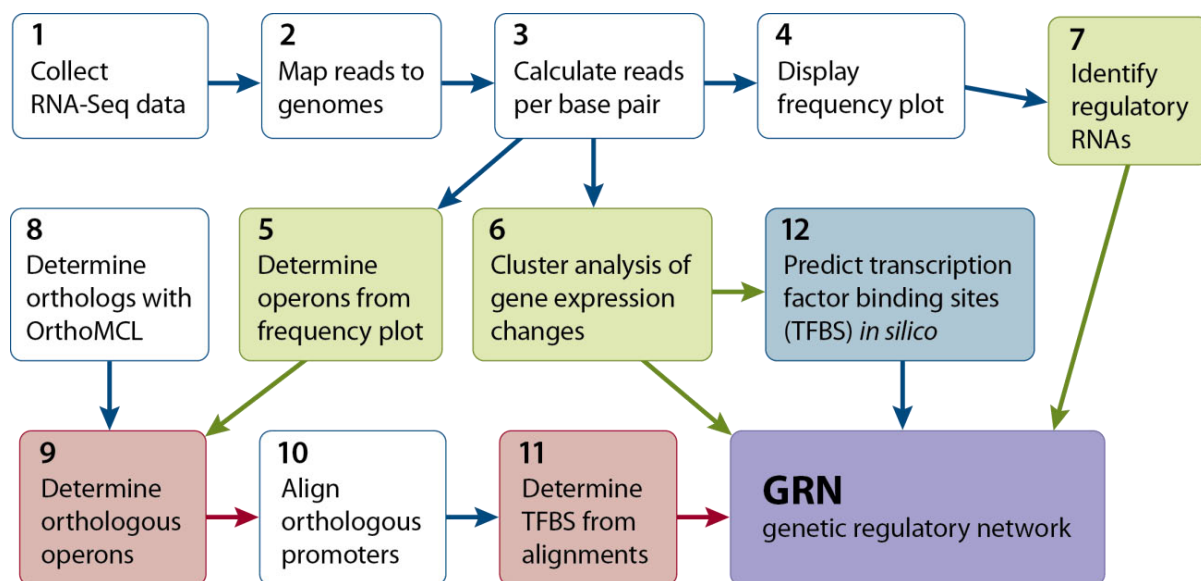 1
Collect
RNA-Seq data
2
Map reads to
genomes
3
Calculate reads
per base pair
4
Display
frequency plot
7
Identify
regulatory
RNAs
8
Determine
orthologs with
OrthoMCL
5
Determine
operons from
frequency plot
6
Cluster analysis of
gene expression
changes
12
Predict transcription
factor binding sites
(TFBS) in silico
9
Determine
orthologous
operons
10
Align
orthologous
promoters
11
Determine
TFBS from
alignments
GRN
genetic regulatory network